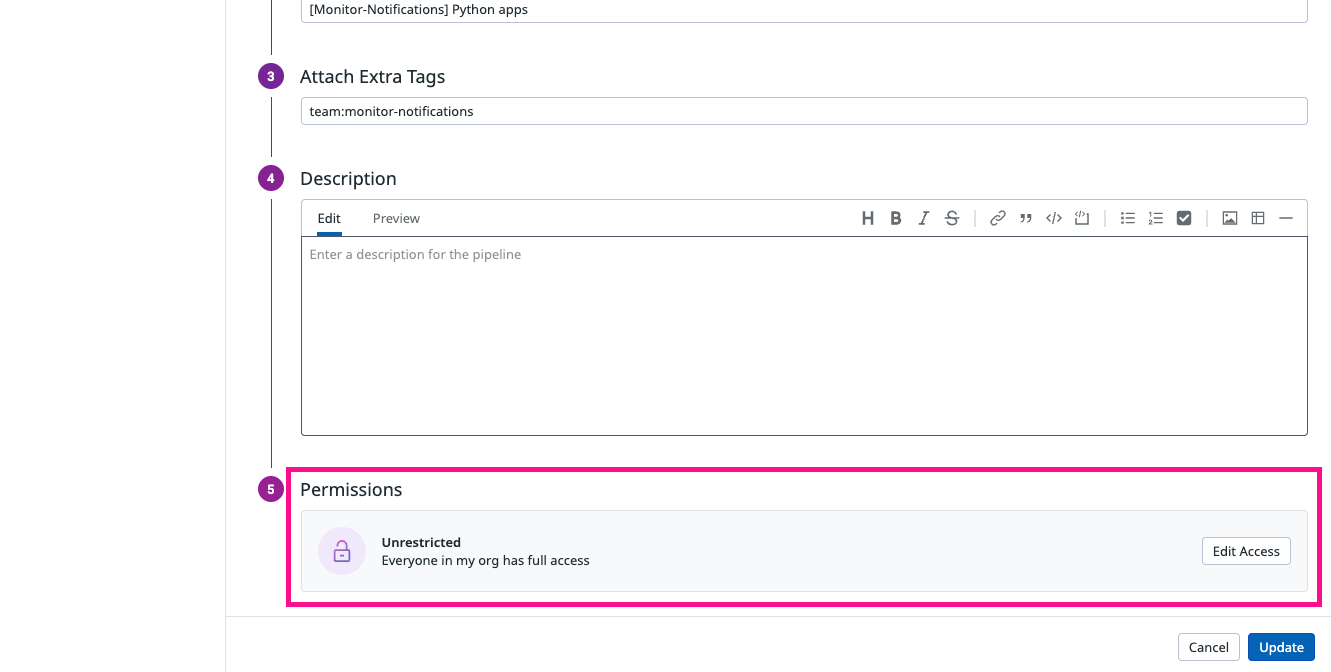 [Monitor-Notifications] Python apps
3 Attach Extra Tags
team:monitor-notifications
4 Description
Edit Preview H B I S
Enter a description for the pipeline
5 Permissions
Unrestricted
Everyone in my org has full access
Edit Access
Cancel Update